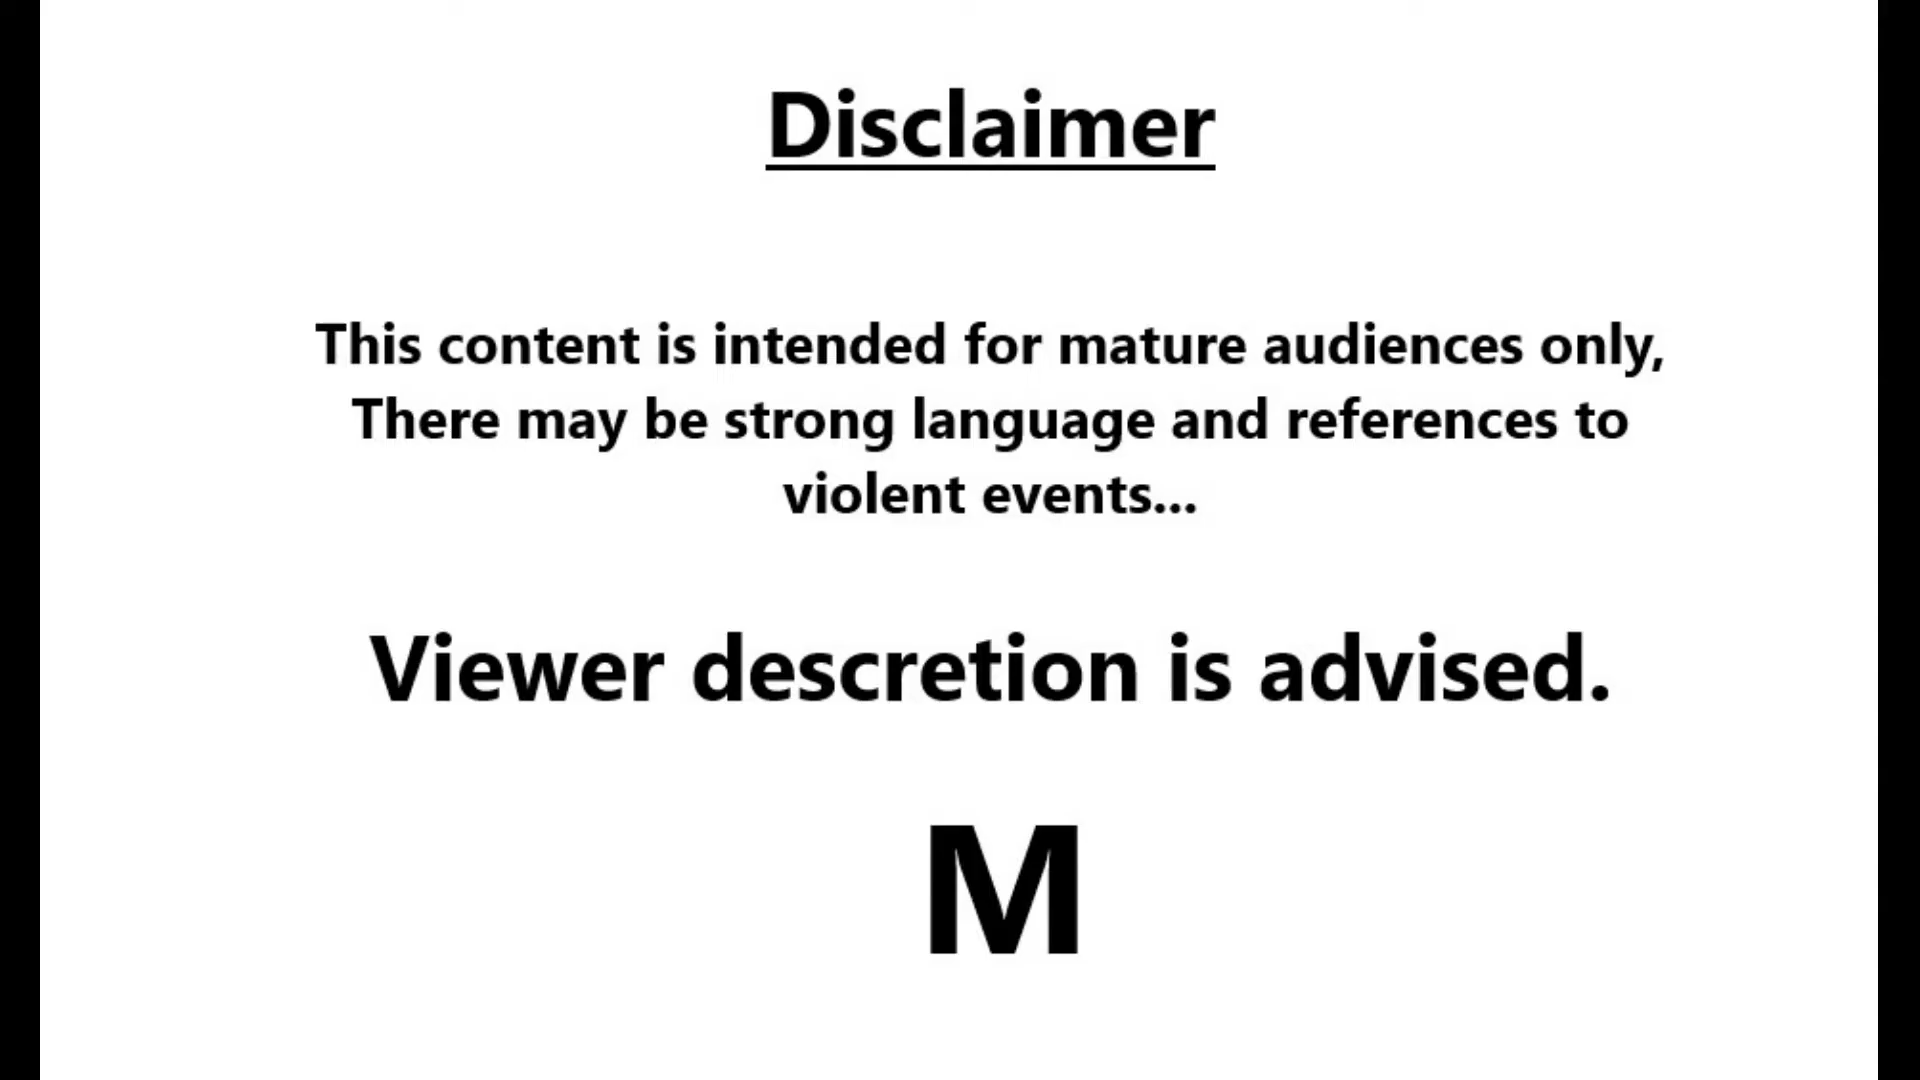 Disclaimer
This content is intended for mature audiences only,
There may be strong language and references to
violent events...
Viewer descretion is advised.
M